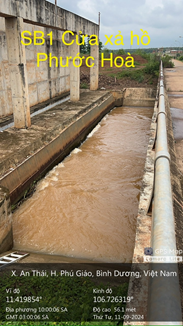 SB1 Cửa xả hồ
Phước Hoà
X. An Thái, H. Phú Giáo, Bình Dương, Việt Nam
Vĩ độ
Kinh độ
11.419854°
106.726319°
Địa phương 10:00:06 SA
Độ cao 56.1 mét
GMT 03:00:06 SA
Thứ Tư, 11-09-2024